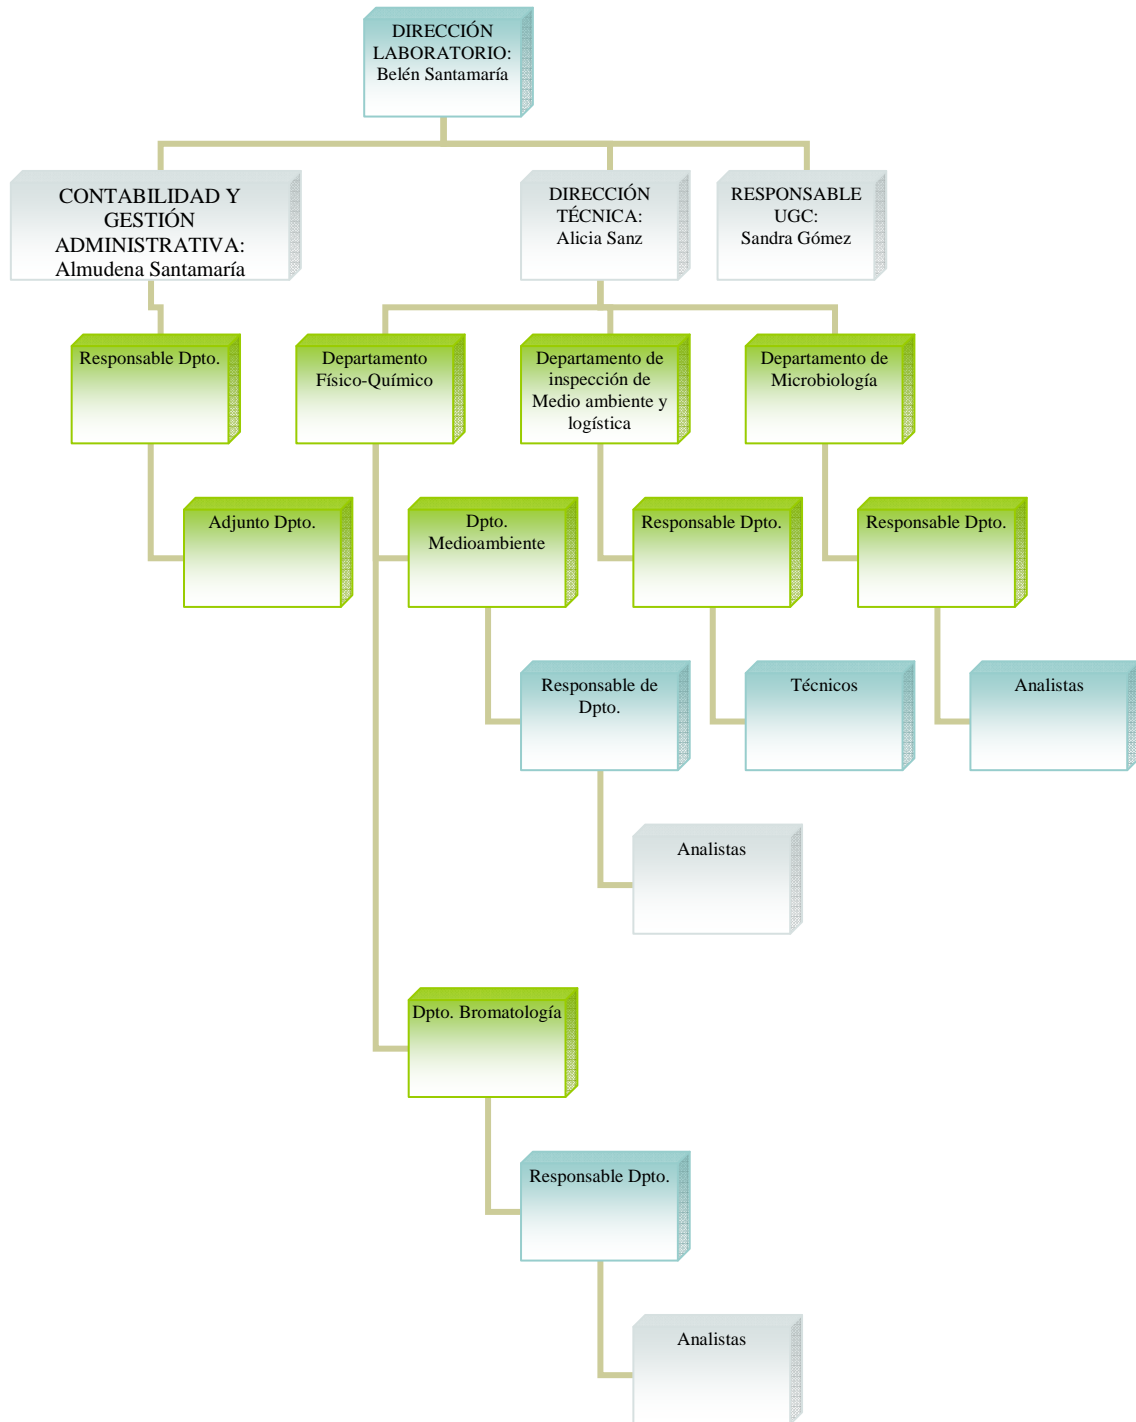 DIRECCIÓN
LABORATORIO:
Belén Santamaría
CONTABILIDAD Y
GESTIÓN
ADMINISTRATIVA:
Almudena Santamaría
DIRECCIÓN
TÉCNICA:
Alicia Sanz
RESPONSABLE
UGC:
Sandra Gómez
Responsable Dpto.
Departamento
Físico-Químico
Departamento de
inspección de
Medio ambiente y
logística
Departamento de
Microbiología
Adjunto Dpto.
Dpto.
Medioambiente
Responsable Dpto.
Responsable Dpto.
Responsable de
Dpto.
Técnicos
Analistas
Analistas
Dpto. Bromatología
Responsable Dpto.
Analistas